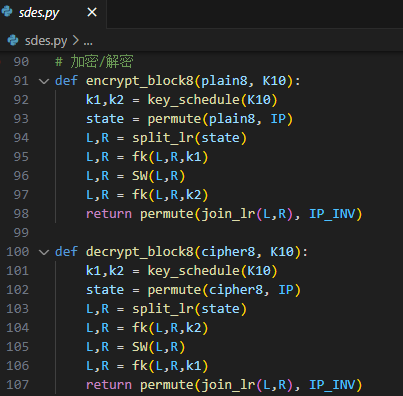 sdes.py ×
sdes.py > ...
90 # 加密/解密
91 def encrypt_block8(plain8, K10):
92     k1,k2 = key_schedule(K10)
93     state = permute(plain8, IP)
94     L,R = split_lr(state)
95     L,R = fk(L,R,k1)
96     L,R = SW(L,R)
97     L,R = fk(L,R,k2)
98     return permute(join_lr(L,R), IP_INV)
99
100 def decrypt_block8(cipher8, K10):
101     k1,k2 = key_schedule(K10)
102     state = permute(cipher8, IP)
103     L,R = split_lr(state)
104     L,R = fk(L,R,k2)
105     L,R = SW(L,R)
106     L,R = fk(L,R,k1)
107     return permute(join_lr(L,R), IP_INV)